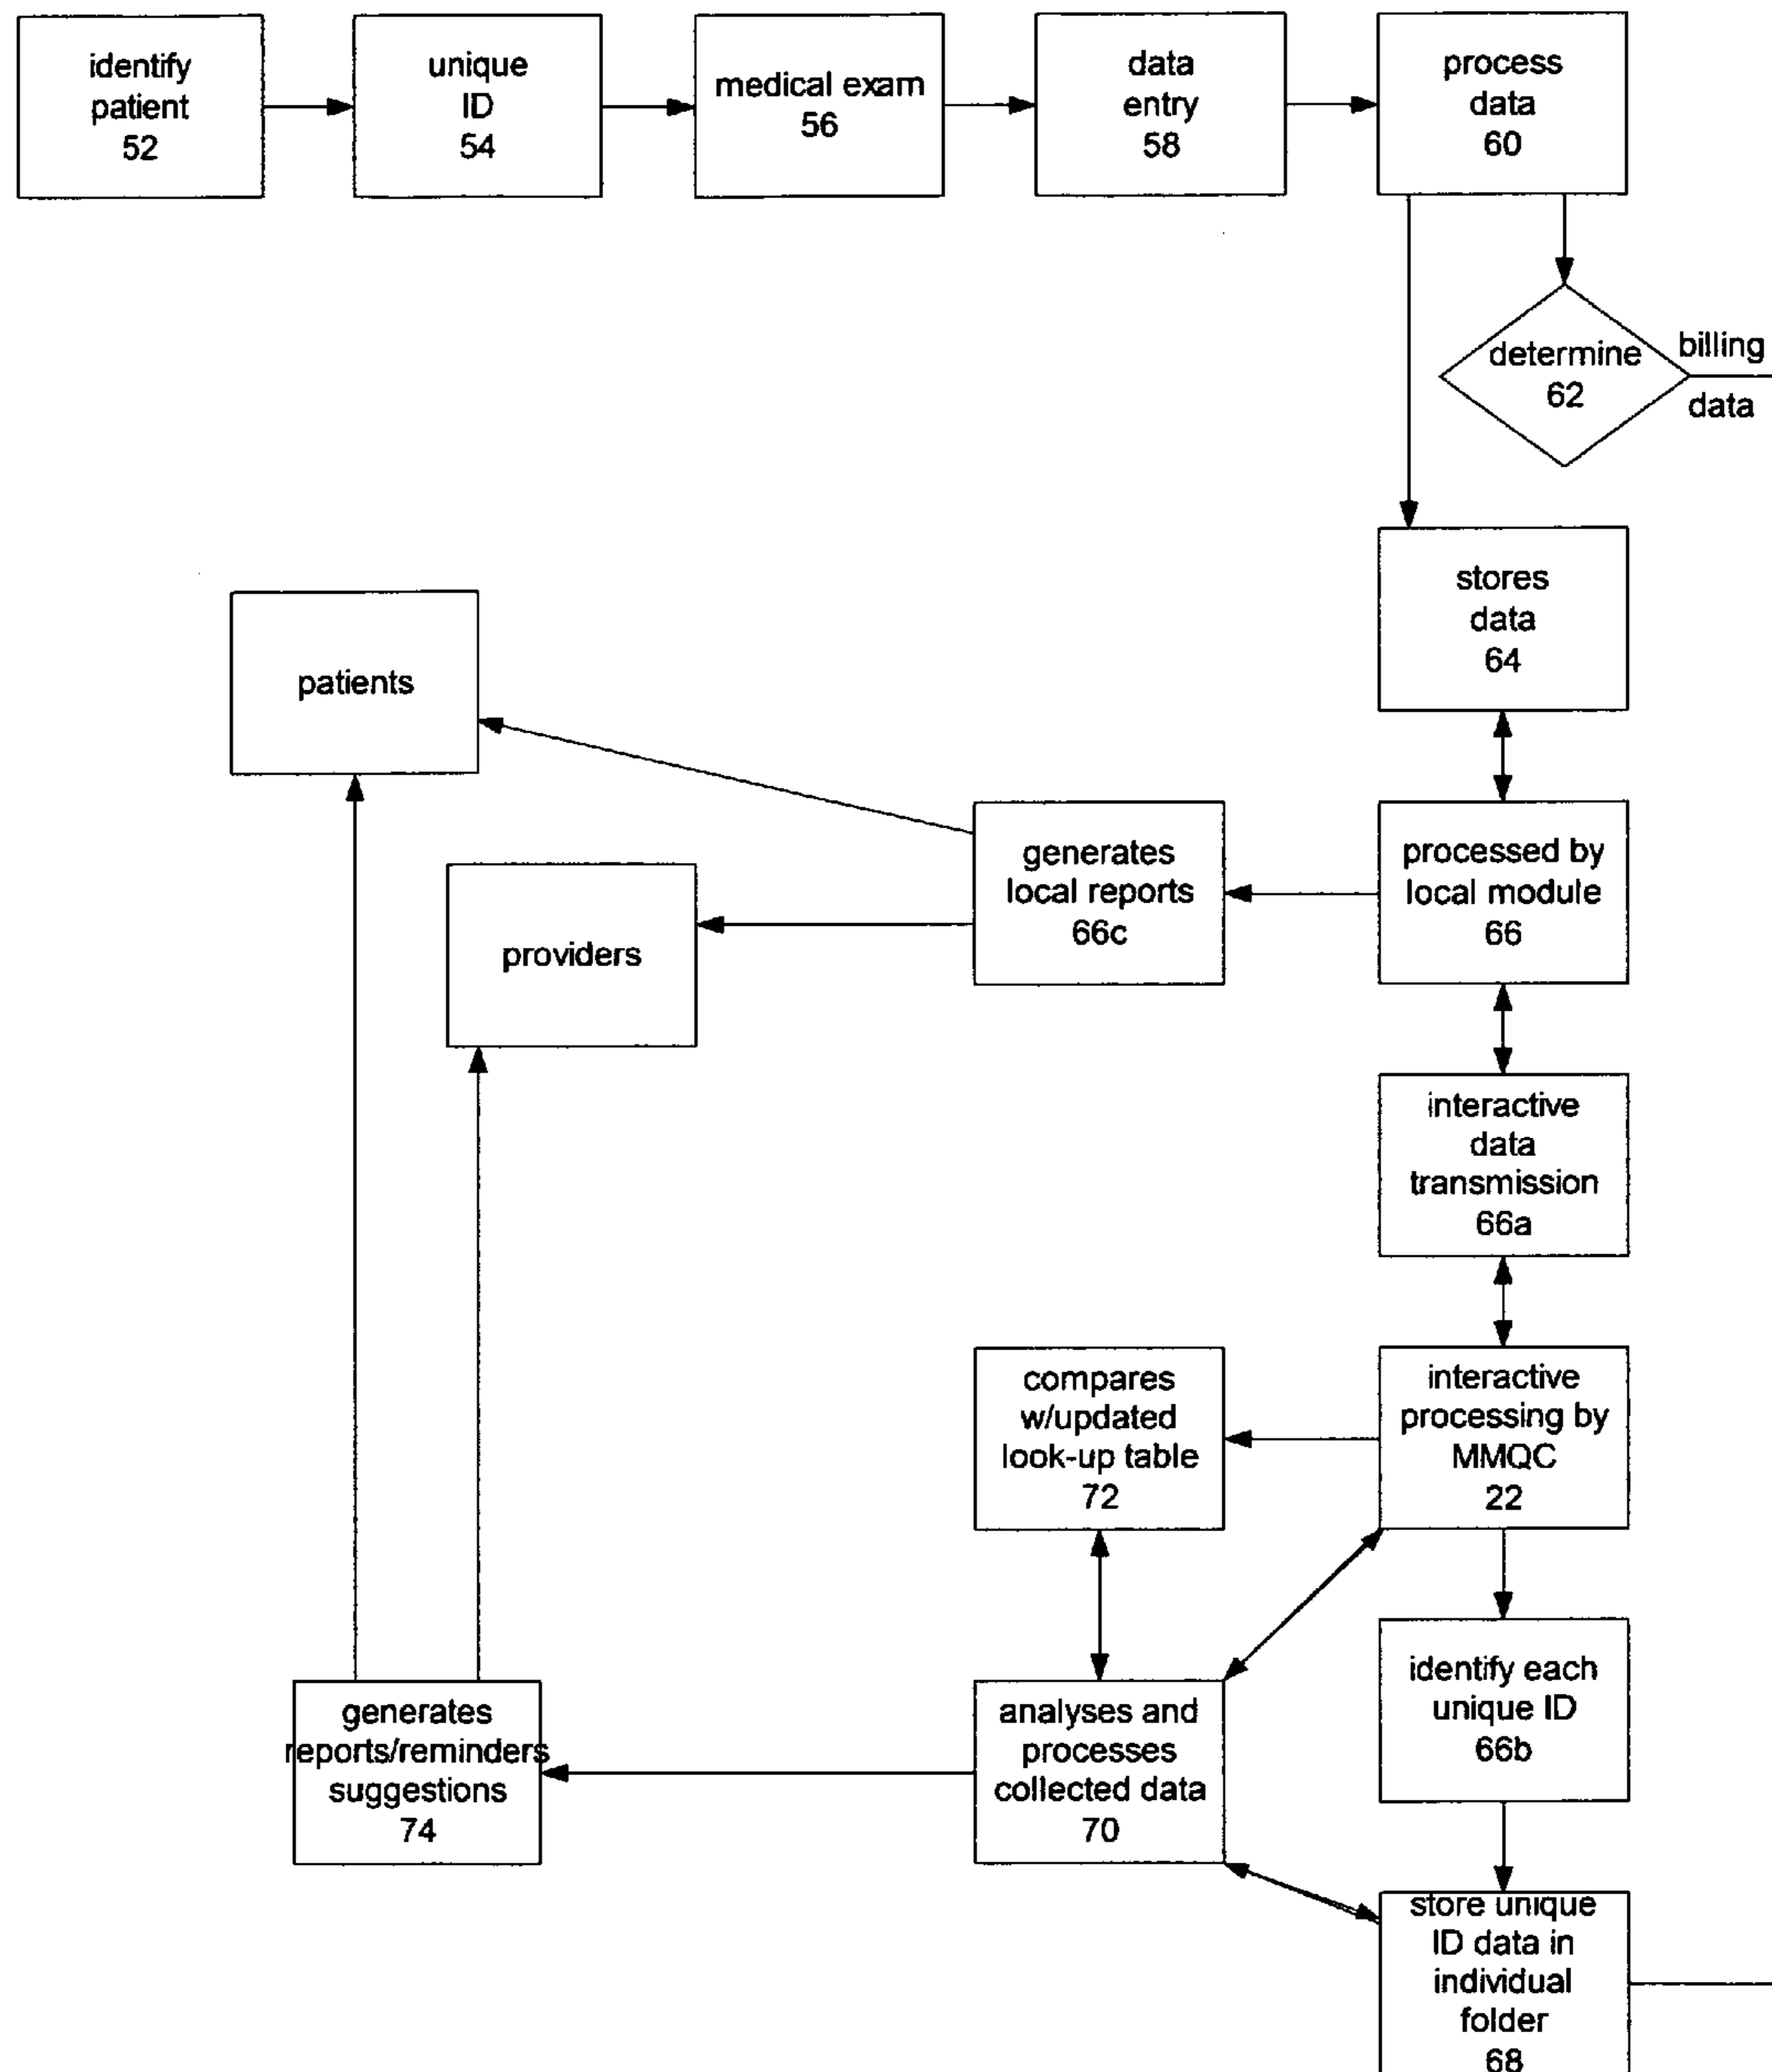 identify
patient
52
unique
ID
54
medical exam
56
data
entry
58
process
data
60
determine
62
billing
data
stores
data
64
patients
generates
local reports
66c
processed by
local module
66
providers
interactive
data
transmission
66a
compares
w/updated
look-up table
72
interactive
processing by
MMQC
22
identify each
unique ID
66b
generates
reports/reminders
suggestions
74
analyses and
processes
collected data
70
store unique
ID data in
individual
folder
68